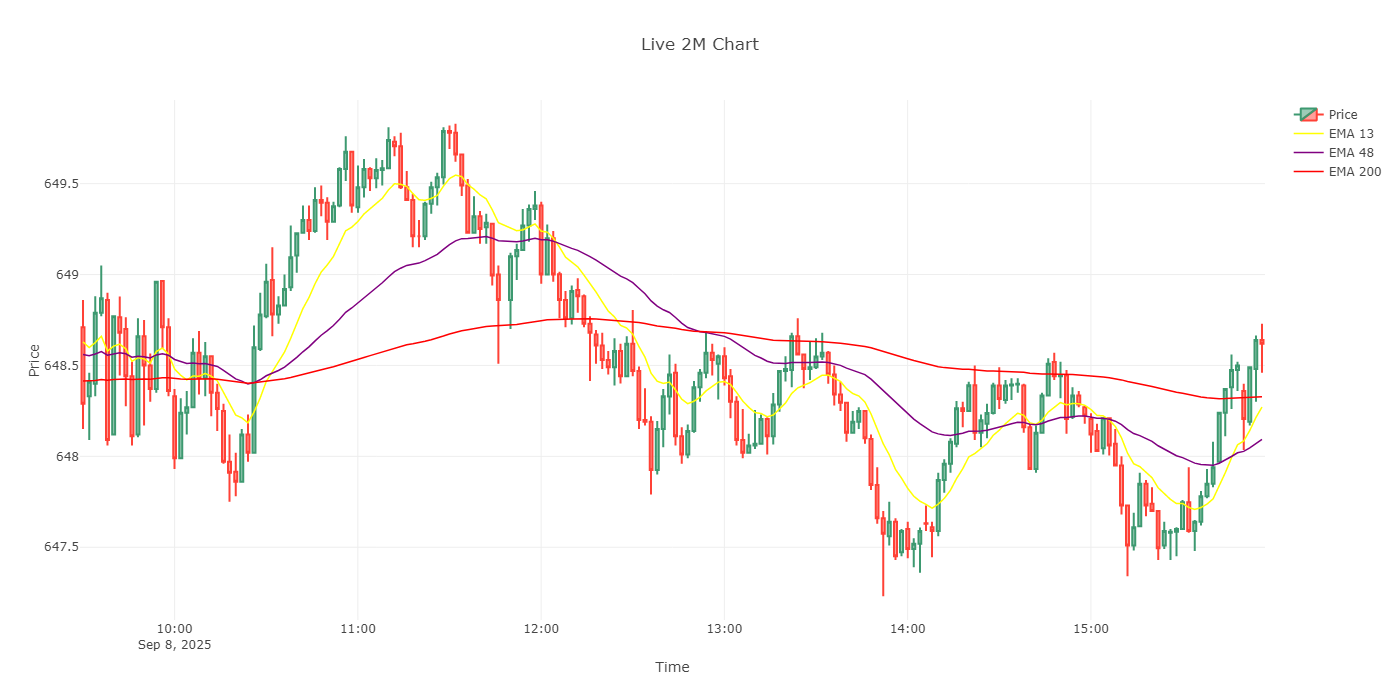 Live 2M Chart
Price
EMA 13
EMA 48
EMA 200
649.5
649
648.5
648
647.5
Price
10:00
Sep 8, 2025
11:00
12:00
13:00
14:00
15:00
Time